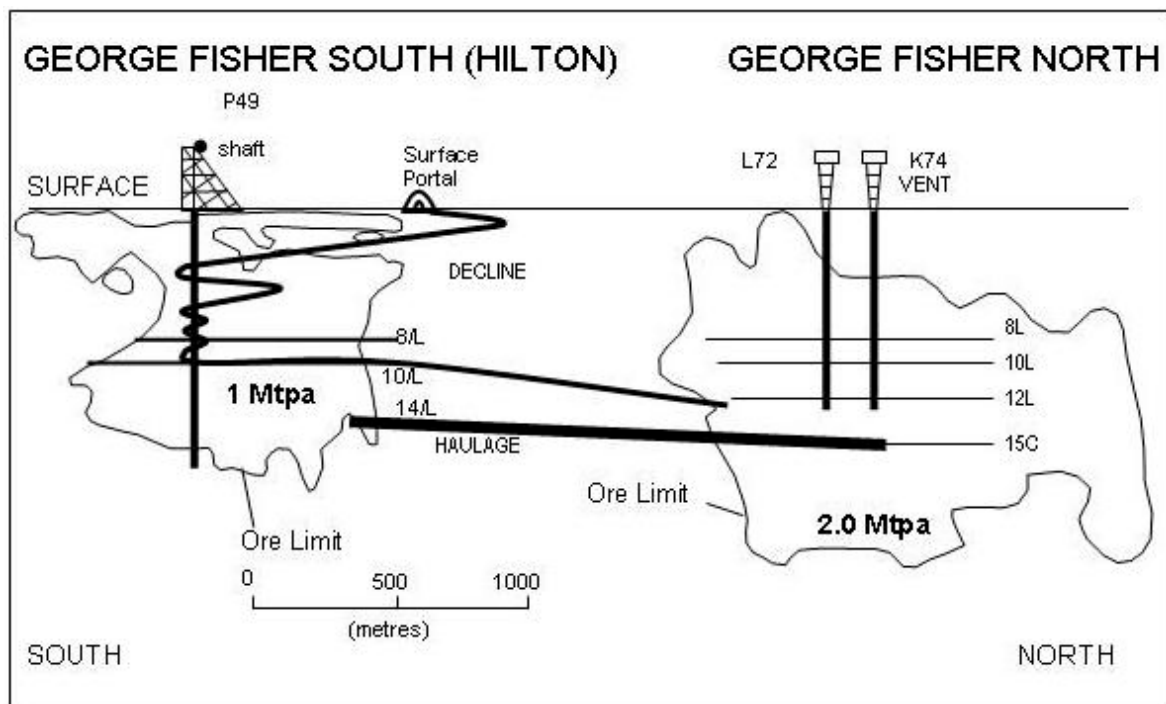 GEORGE FISHER SOUTH (HILTON)
GEORGE FISHER NORTH
P49
shaft
Surface
Portal
L72
K74
VENT
SURFACE
DECLINE
8/L
10/L
14/L
HAULAGE
1 Mtpa
8L
10L
12L
15C
Ore Limit
2.0 Mtpa
Ore Limit
0
500
1000
(metres)
SOUTH
NORTH